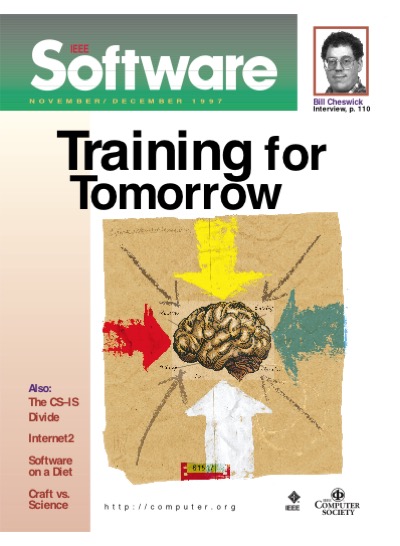 IEEE
Software
NOVEMBER/DECEMBER 1997
Bill Cheswick
Interview, p. 110
Training for
Tomorrow
Also:
The CS–IS
Divide
Internet2
Software
on a Diet
Craft vs.
Science
http://computer.org
IEEE
IEEE
COMPUTER
SOCIETY